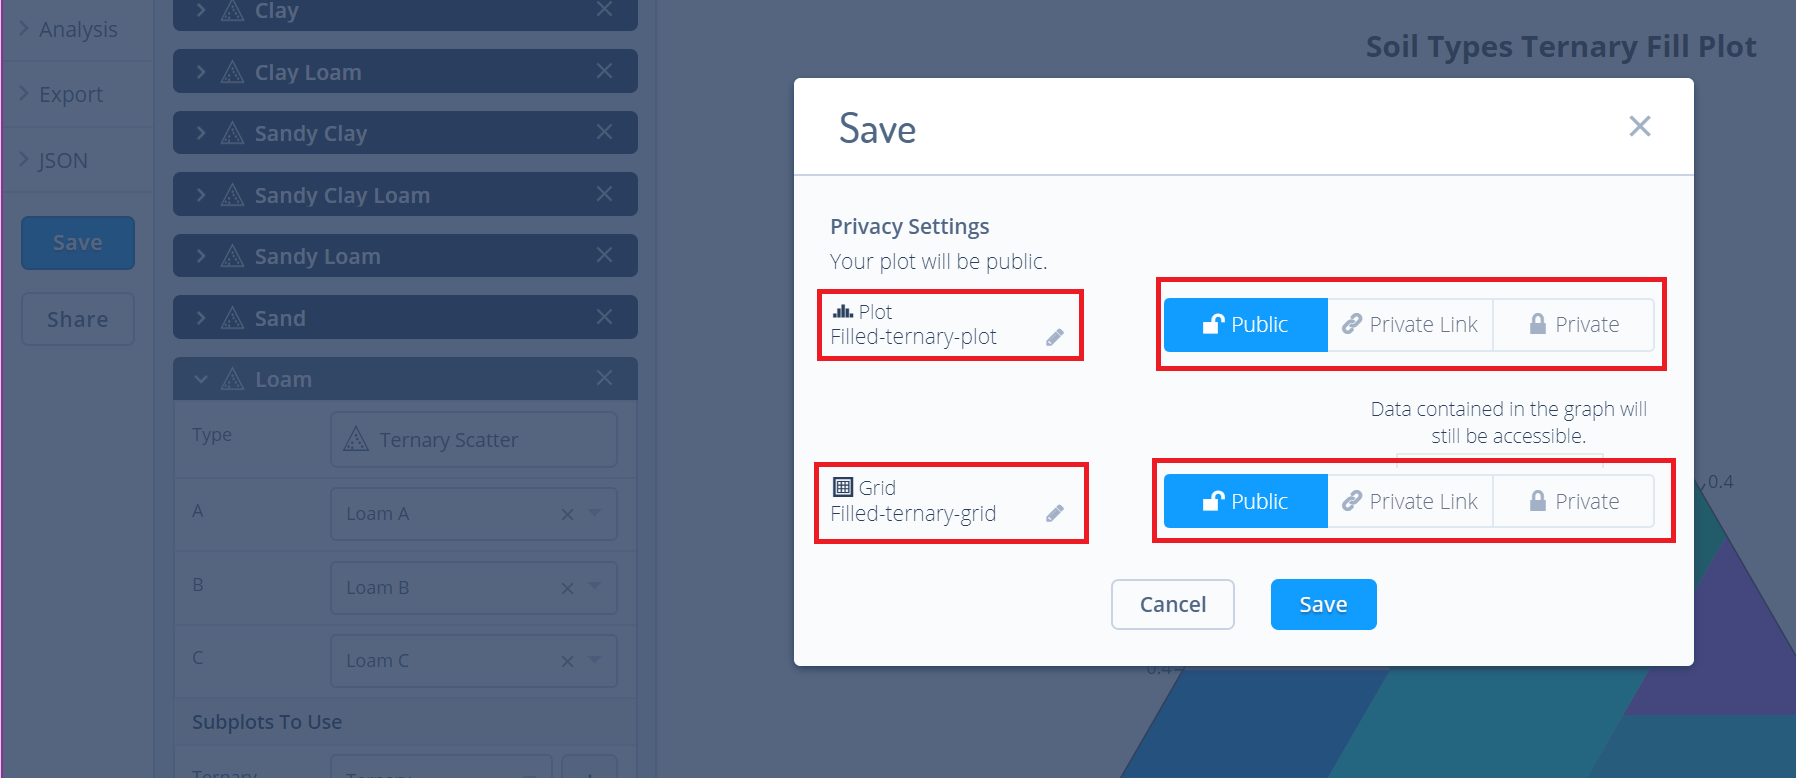 Analysis
Export
JSON
Save
Share
Clay
Clay Loam
Sandy Clay
Sandy Clay Loam
Sandy Loam
Sand
Loam
Type
Ternary Scatter
A
Loam A
B
Loam B
C
Loam C
Subplots To Use
Ternary
Ternary
Soil Types Ternary Fill Plot
Save
Privacy Settings
Your plot will be public.
Plot
Filled-ternary-plot
Public
Private Link
Private
Data contained in the graph will
still be accessible.
Grid
Filled-ternary-grid
Public
Private Link
Private
Cancel
Save
0.4
0.4